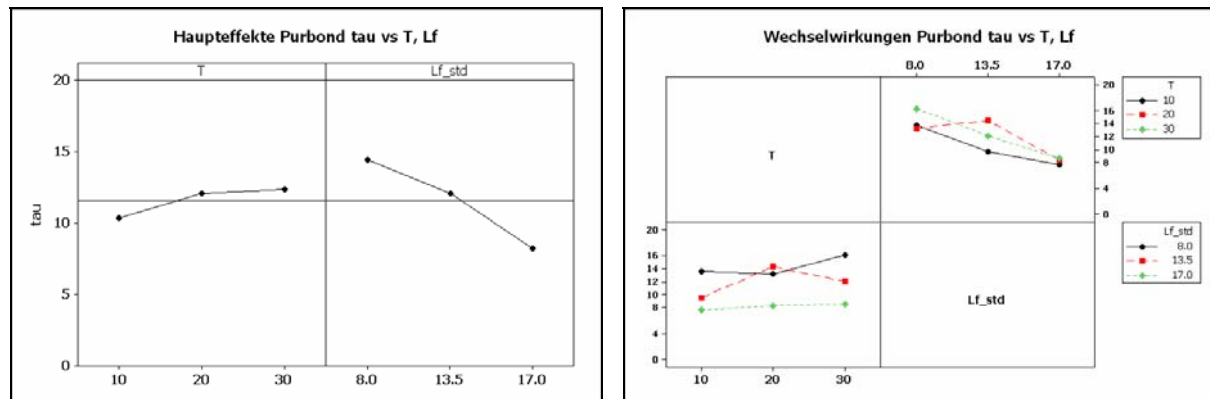 Haupteffekte Purbond tau vs T, Lf
T Lf_std
20
15
10
5
0
tau
10 20 30 8.0 13.5 17.0
Wechselwirkungen Purbond tau vs T, Lf
8.0 13.5 17.0
T
20
16
14
12
10
8
4
0
T
10
20
30
20
16
14
12
10
8
4
0
Lf_std
Lf_std
8.0
13.5
17.0
10 20 30